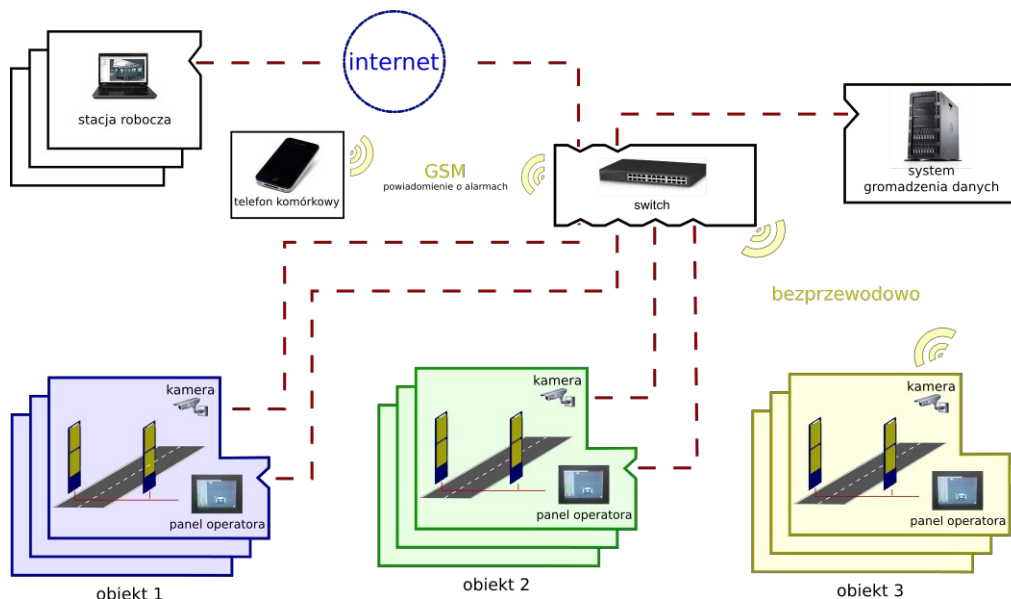 internet
stacja robocza
GSM
powiadomienie o alarmach
telefon komórkowy
switch
system
gromadzenia danych
bezprzewodowo
kamera
panel operatora
obiekt 1
kamera
panel operatora
obiekt 2
kamera
panel operatora
obiekt 3